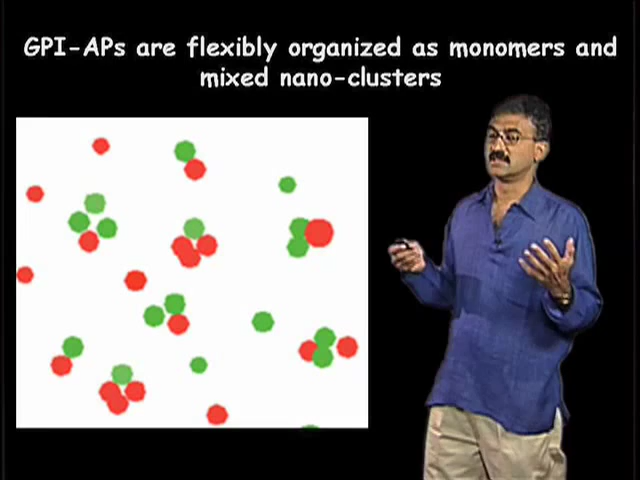 GPI-APs are flexibly organized as monomers and
mixed nano-clusters